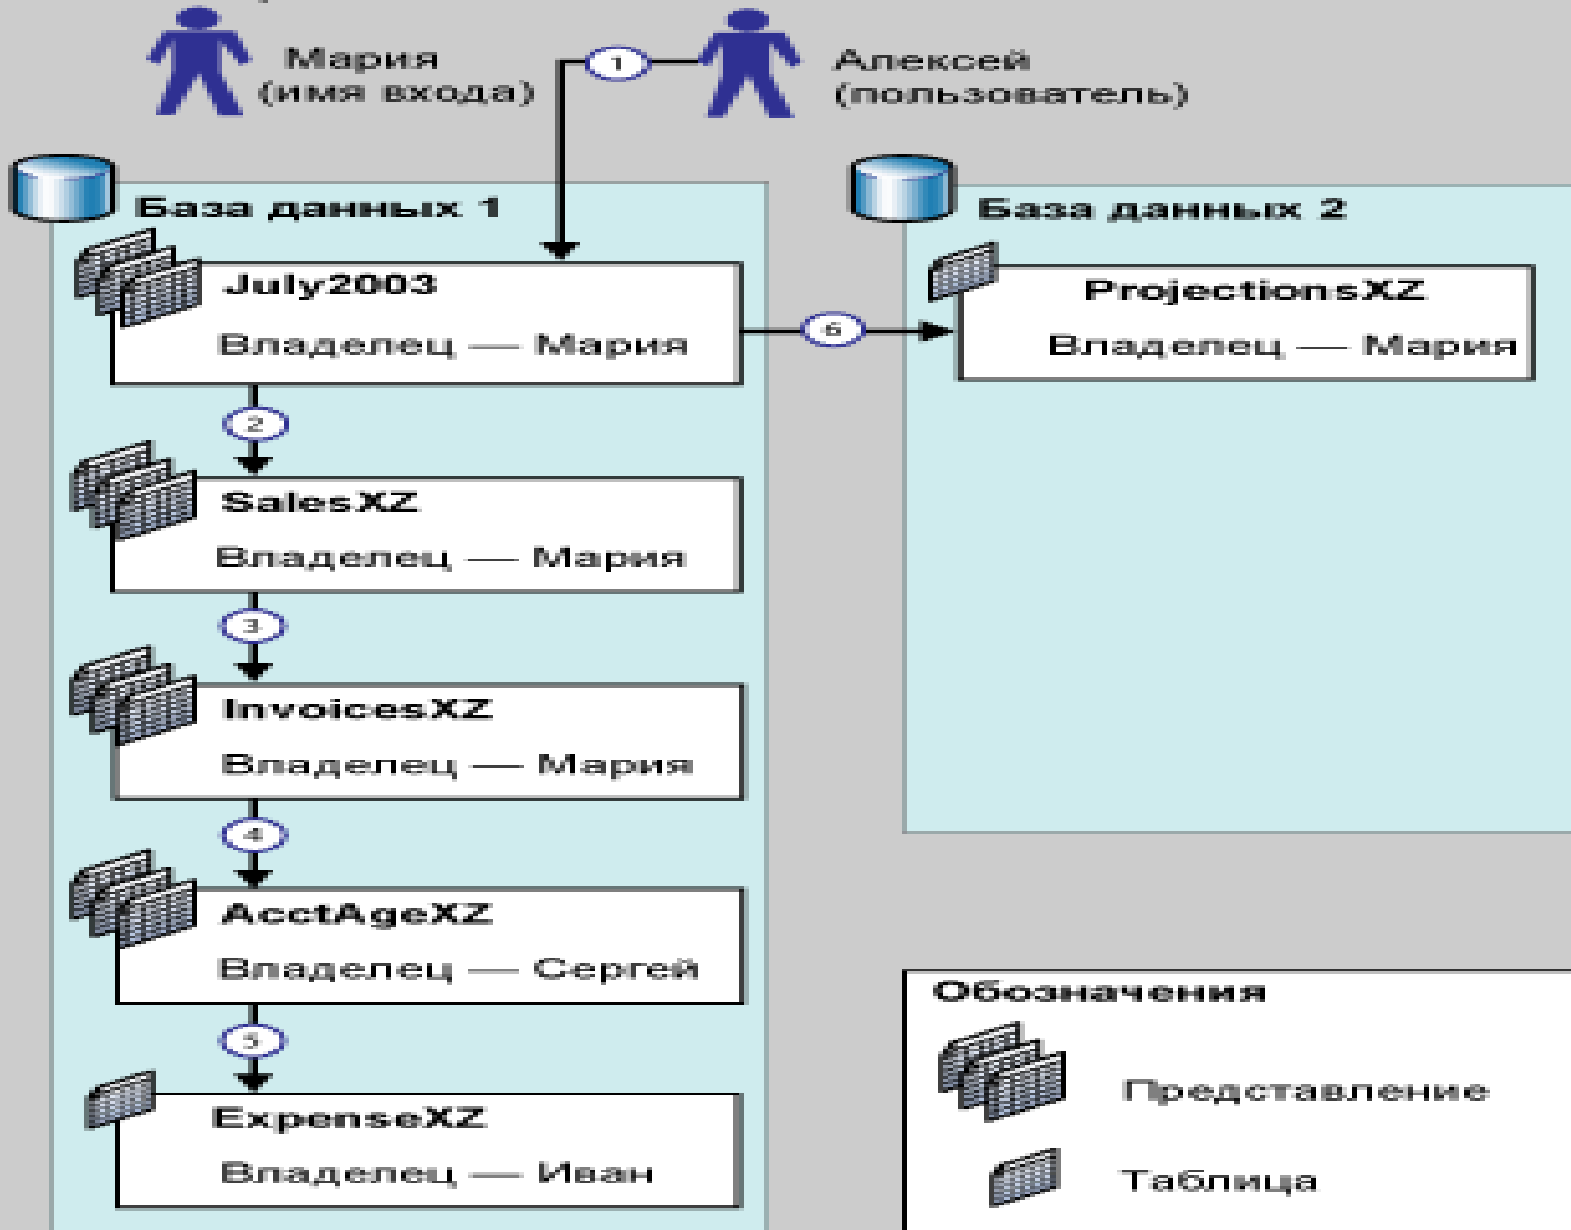 Мария
(имя входа)
1
Алексей
(пользователь)
База данных 1
July2003
Владелец — Мария
2
SalesXZ
Владелец — Мария
3
InvoicesXZ
Владелец — Мария
4
AcctAgeXZ
Владелец — Сергей
5
ExpenseXZ
Владелец — Иван
6
База данных 2
ProjectionsXZ
Владелец — Мария
Обозначения
Представление
Таблица